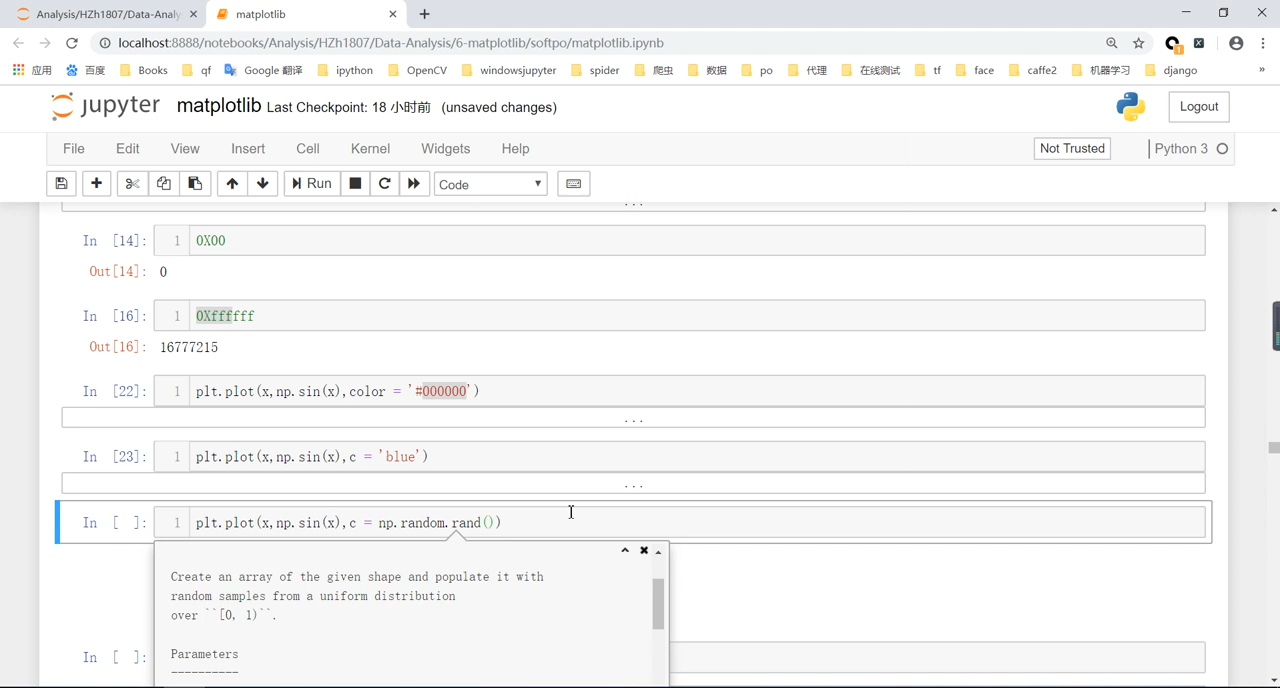 Analysis/HZh1807/Data-Analy
matplotlib
localhost:8888/notebooks/Analysis/HZh1807/Data-Analysis/6-matplotlib/softpo/matplotlib.ipynb
应用 百度 Books qf Google 翻译 ipython OpenCV windowsjupyter spider 爬虫 数据 po 代理 在线测试 tf face caffe2 机器学习 django »
jupyter matplotlib Last Checkpoint: 18 小时前 (unsaved changes) Logout
File Edit View Insert Cell Kernel Widgets Help Not Trusted Python 3
Run Code
...
In [14]: 1 0X00
Out[14]: 0
In [16]: 1 0Xffffff
Out[16]: 16777215
In [22]: 1 plt.plot(x,np.sin(x),color = '#000000')
...
In [23]: 1 plt.plot(x,np.sin(x),c = 'blue')
...
In [ ]: 1 plt.plot(x,np.sin(x),c = np.random.rand())
Create an array of the given shape and populate it with
random samples from a uniform distribution
over ``[0, 1)``.
Parameters
----------
In [ ]: